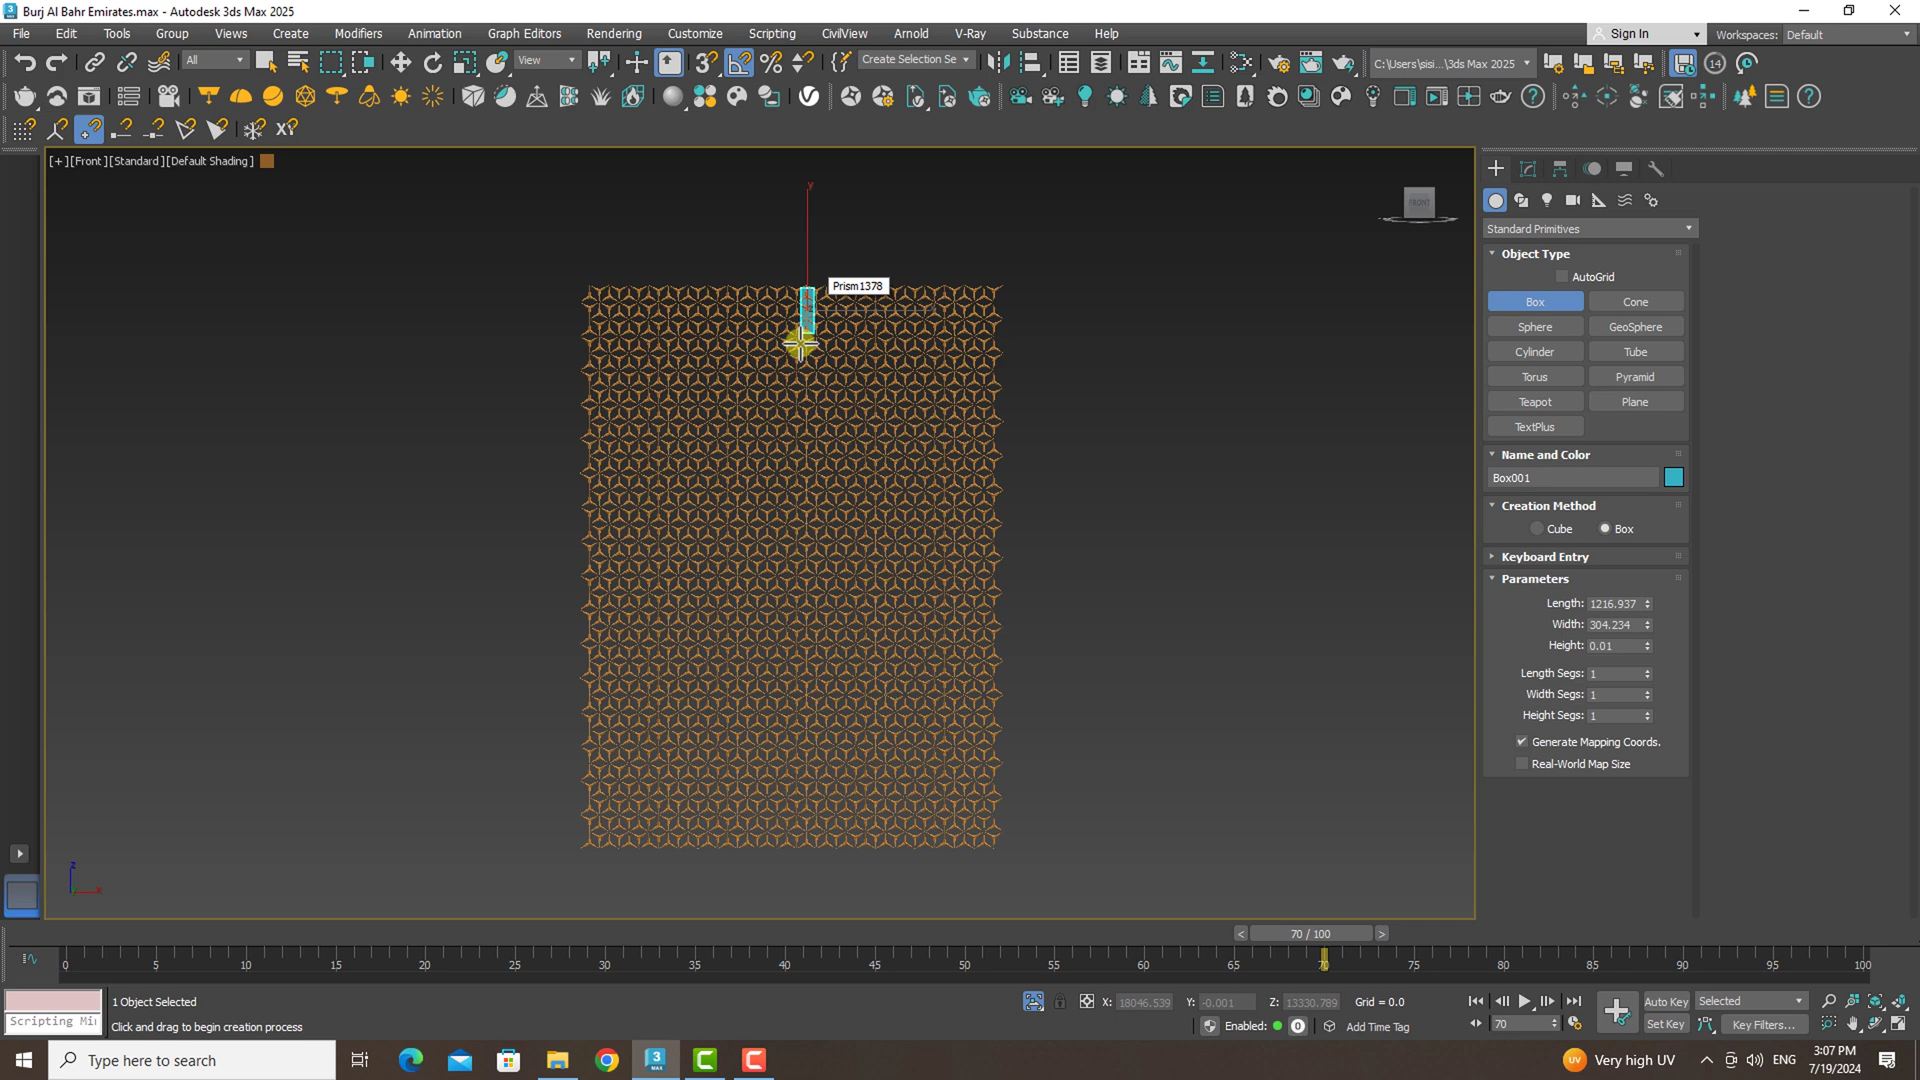 Burj Al Bahr Emirates.max - Autodesk 3ds Max 2025
File Edit Tools Group Views Create Modifiers Animation Graph Editors Rendering Customize Scripting CivilView Arnold V-Ray Substance Help
Sign In
Workspaces: Default
All
View
Create Selection Se
C:\Users\sisi...\3ds Max 2025
14
XY
[+][Front][Standard][Default Shading]
y
FRONT
Prism1378
z
x
Standard Primitives
Object Type
AutoGrid
Box Cone
Sphere GeoSphere
Cylinder Tube
Torus Pyramid
Teapot Plane
TextPlus
Name and Color
Box001
Creation Method
Cube Box
Keyboard Entry
Parameters
Length: 1216.937
Width: 304.234
Height: 0.01
Length Segs: 1
Width Segs: 1
Height Segs: 1
Generate Mapping Coords.
Real-World Map Size
< 70 / 100 >
0 5 10 15 20 25 30 35 40 45 50 55 60 65 70 75 80 85 90 95 100
1 Object Selected
Scripting Mi
Click and drag to begin creation process
X: 18046.539 Y: -0.001 Z: 13330.789 Grid = 0.0
Enabled: 0 Add Time Tag
70
Auto Key Selected
Set Key Key Filters...
Type here to search
Very high UV
ENG
3:07 PM
7/19/2024